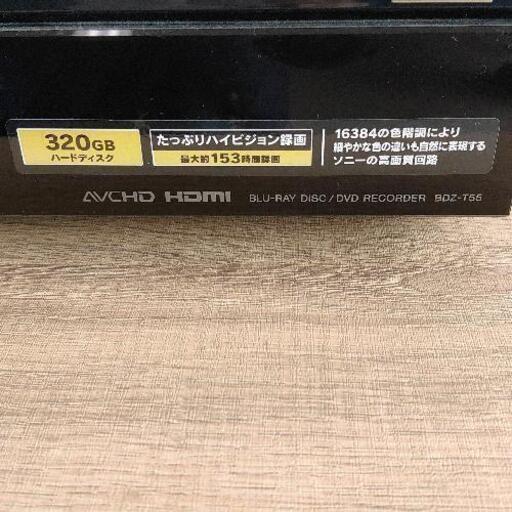 320GB
ハードディスク
たっぷりハイビジョン録画
最大約153時間録画
16384の色階調により
細やかな色の違いも自然に表現する
ソニーの高画質回路
AVCHD HDMI BLU-RAY DISC / DVD RECORDER BDZ-T55